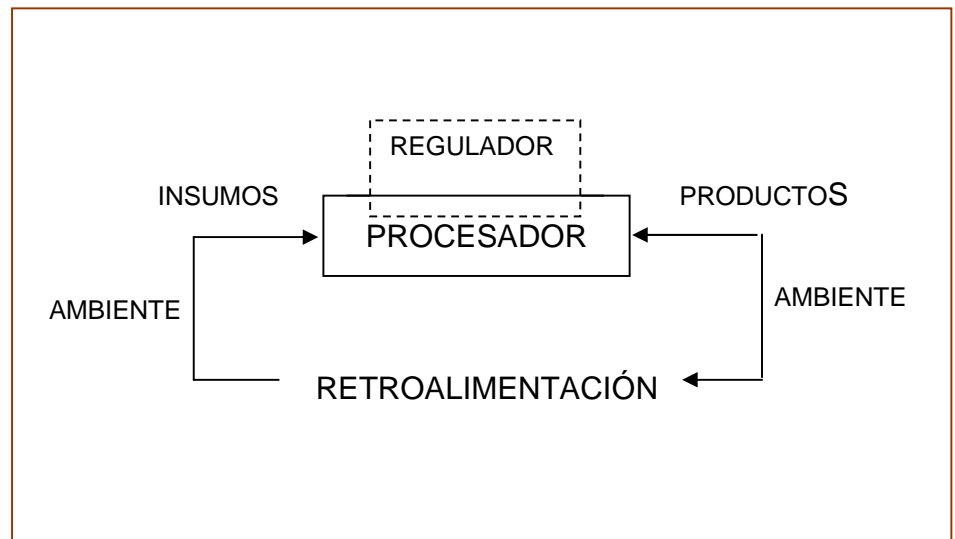 REGULADOR
INSUMOS
PRODUCTOS
PROCESADOR
AMBIENTE
AMBIENTE
RETROALIMENTACIÓN